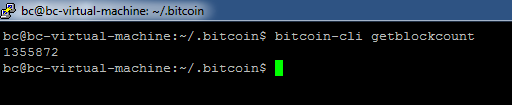 bc@bc-virtual-machine: ~/.bitcoin
bc@bc-virtual-machine:~/.bitcoin$ bitcoin-cli getblockcount
1355872
bc@bc-virtual-machine:~/.bitcoin$